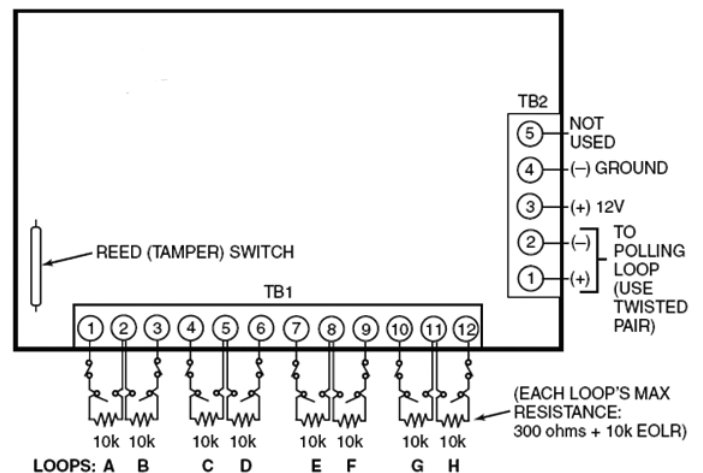 TB2
5 NOT
USED
4 (–) GROUND
3 (+) 12V
2 (–)
1 (+)
TO
POLLING
LOOP
(USE
TWISTED
PAIR)
REED (TAMPER) SWITCH
TB1
1 2 3 4 5 6 7 8 9 10 11 12
(EACH LOOP'S MAX
RESISTANCE:
300 ohms + 10k EOLR)
10k 10k 10k 10k 10k 10k 10k 10k
LOOPS: A B C D E F G H